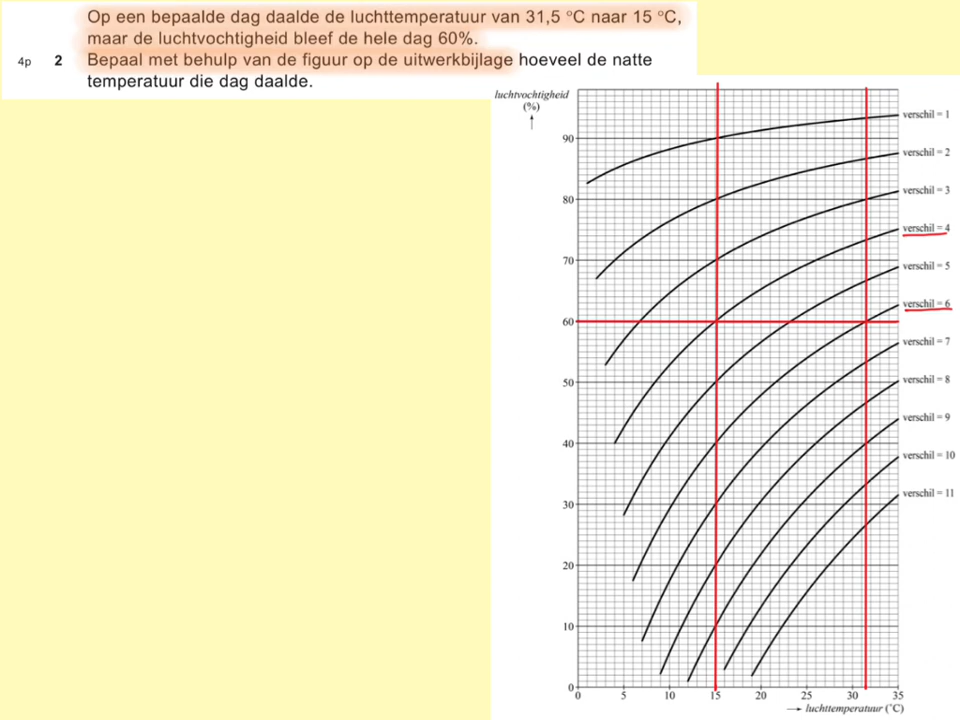 Op een bepaalde dag daalde de luchttemperatuur van 31,5 °C naar 15 °C,
maar de luchtvochtigheid bleef de hele dag 60%.
4p 2 Bepaal met behulp van de figuur op de uitwerkbijlage hoeveel de natte
temperatuur die dag daalde.
luchtvochtigheid
(%)
verschil = 1
90
verschil = 2
80
verschil = 3
verschil = 4
70
verschil = 5
verschil = 6
60
verschil = 7
verschil = 8
50
verschil = 9
40
verschil = 10
verschil = 11
30
20
10
0
0 5 10 15 20 25 30 35
luchttemperatuur (°C)